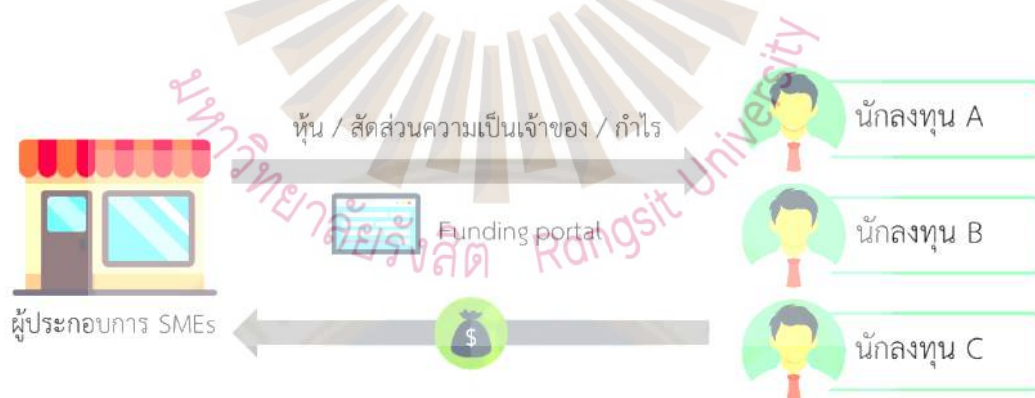 หุ้น / สัดส่วนความเป็นเจ้าของ / กำไร
นักลงทุน A
Funding portal
นักลงทุน B
ผู้ประกอบการ SMEs
$
นักลงทุน C
มหาวิทยาลัยรังสิต Rangsit University